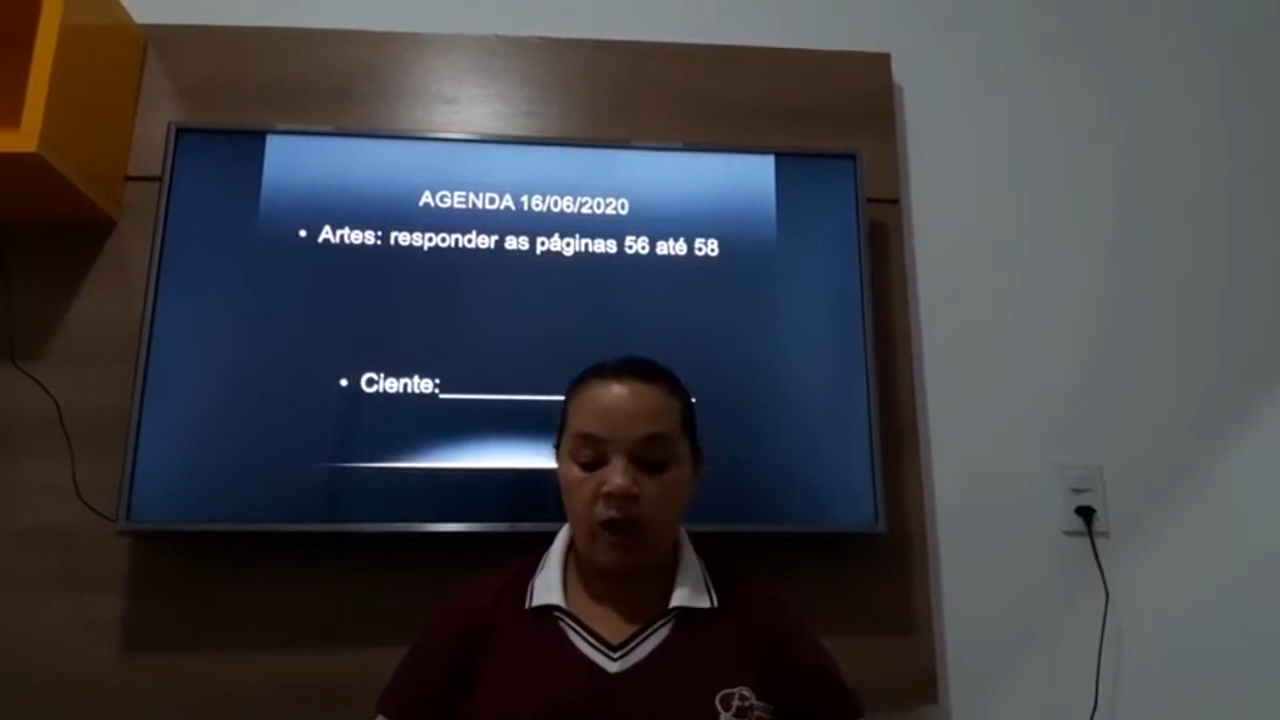 AGENDA 16/06/2020
• Artes: responder as páginas 56 até 58
• Ciente: